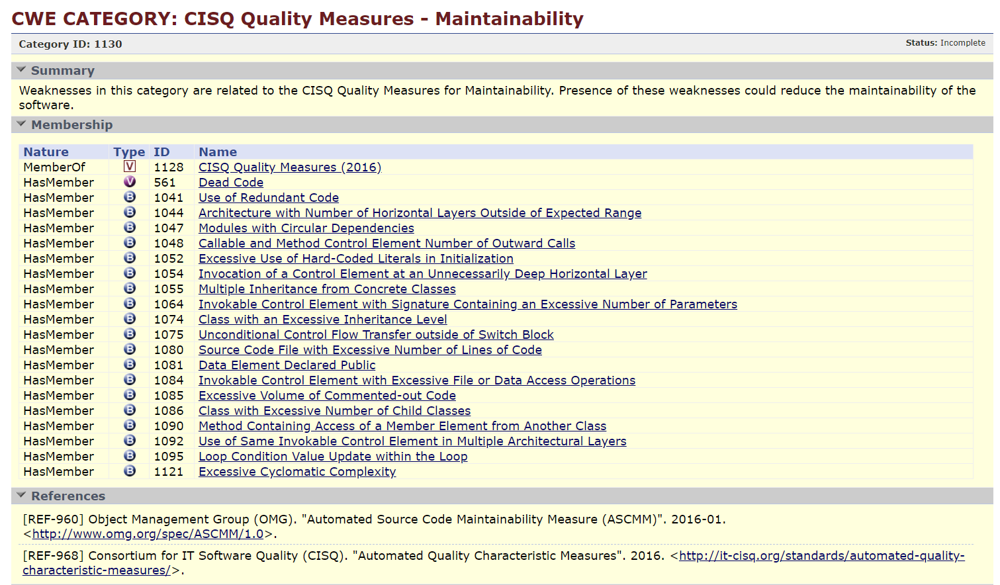 CWE CATEGORY: CISQ Quality Measures - Maintainability
Category ID: 1130 Status: Incomplete
Summary
Weaknesses in this category are related to the CISQ Quality Measures for Maintainability. Presence of these weaknesses could reduce the maintainability of the
software.
Membership
Nature Type ID Name
MemberOf V 1128 CISQ Quality Measures (2016)
HasMember V 561 Dead Code
HasMember B 1041 Use of Redundant Code
HasMember B 1044 Architecture with Number of Horizontal Layers Outside of Expected Range
HasMember B 1047 Modules with Circular Dependencies
HasMember B 1048 Callable and Method Control Element Number of Outward Calls
HasMember B 1052 Excessive Use of Hard-Coded Literals in Initialization
HasMember B 1054 Invocation of a Control Element at an Unnecessarily Deep Horizontal Layer
HasMember B 1055 Multiple Inheritance from Concrete Classes
HasMember B 1064 Invokable Control Element with Signature Containing an Excessive Number of Parameters
HasMember B 1074 Class with an Excessive Inheritance Level
HasMember B 1075 Unconditional Control Flow Transfer outside of Switch Block
HasMember B 1080 Source Code File with Excessive Number of Lines of Code
HasMember B 1081 Data Element Declared Public
HasMember B 1084 Invokable Control Element with Excessive File or Data Access Operations
HasMember B 1085 Excessive Volume of Commented-out Code
HasMember B 1086 Class with Excessive Number of Child Classes
HasMember B 1090 Method Containing Access of a Member Element from Another Class
HasMember B 1092 Use of Same Invokable Control Element in Multiple Architectural Layers
HasMember B 1095 Loop Condition Value Update within the Loop
HasMember B 1121 Excessive Cyclomatic Complexity
References
[REF-960] Object Management Group (OMG). "Automated Source Code Maintainability Measure (ASCMM)". 2016-01.
<http://www.omg.org/spec/ASCMM/1.0>.
[REF-968] Consortium for IT Software Quality (CISQ). "Automated Quality Characteristic Measures". 2016. <http://it-cisq.org/standards/automated-quality-
characteristic-measures/>.